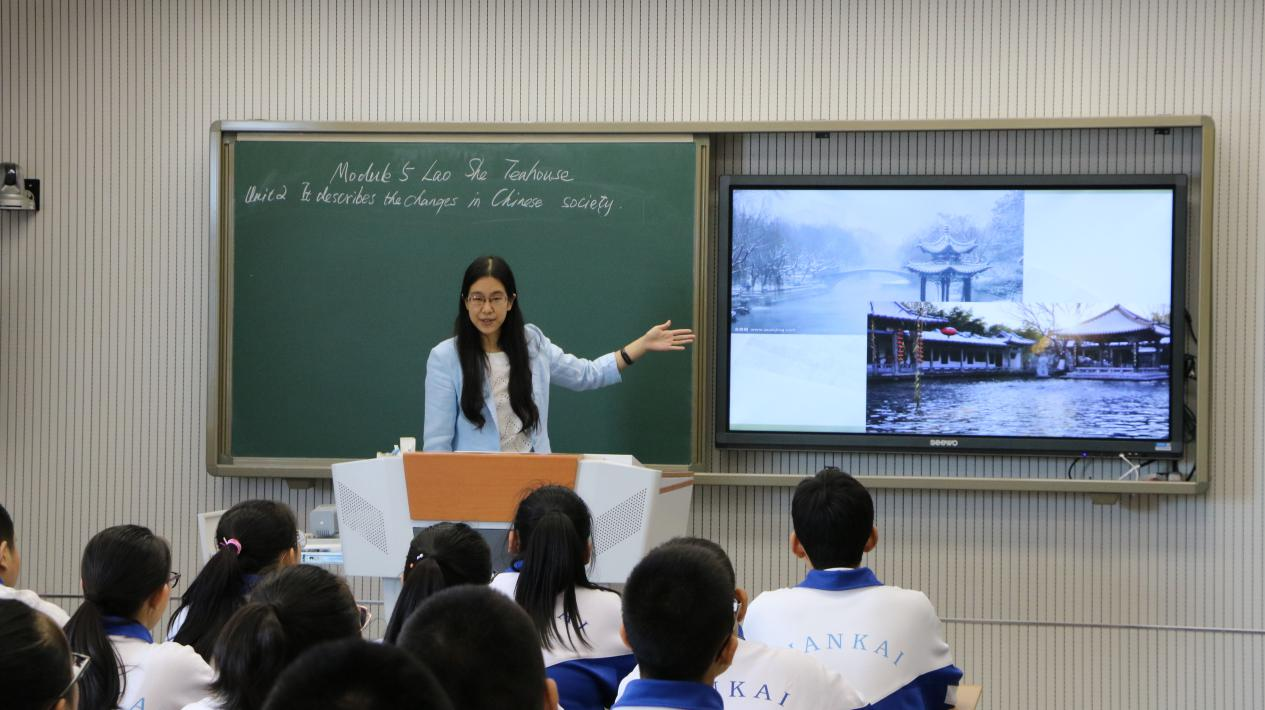 Module 5 Lao She Teahouse
Unit 2 It describes the changes in Chinese society.
seewo
ANKAI
KAI